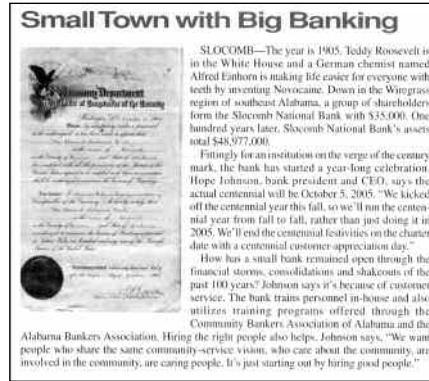 Small Town with Big Banking
SLOCOMB—The year is 1905. Teddy Roosevelt is
in the White House and a German chemist named
Alfred Einhorn is making life easier for everyone with
teeth by inventing Novocaine. Down in the Wiregrass
region of southeast Alabama, a group of shareholders
form the Slocomb National Bank with $35,000. One
hundred years later, Slocomb National Bank's assets
total $48,977,000.
Fittingly for an institution on the verge of the century
mark, the bank has started a year-long celebration.
Hope Johnson, bank president and CEO, says the
actual centennial will be October 5, 2005. "We kicked
off the centennial year this fall, so we'll run the centen-
nial year from fall to fall, rather than just doing it in
2005. We'll end the centennial festivities on the charter
date with a centennial customer-appreciation day."
How has a small bank remained open through the
financial storms, consolidations and shakeouts of the
past 100 years? Johnson says it's because of customer
service. The bank trains personnel in-house and also
utilizes training programs offered through the
Community Bankers Association of Alabama and the
Alabama Bankers Association. Hiring the right people also helps, Johnson says. "We want
people who share the same community-service vision, who care about the community, are
involved in the community, are caring people. It's just starting out by hiring good people."
Treasury Department
of Comptroller of the Currency